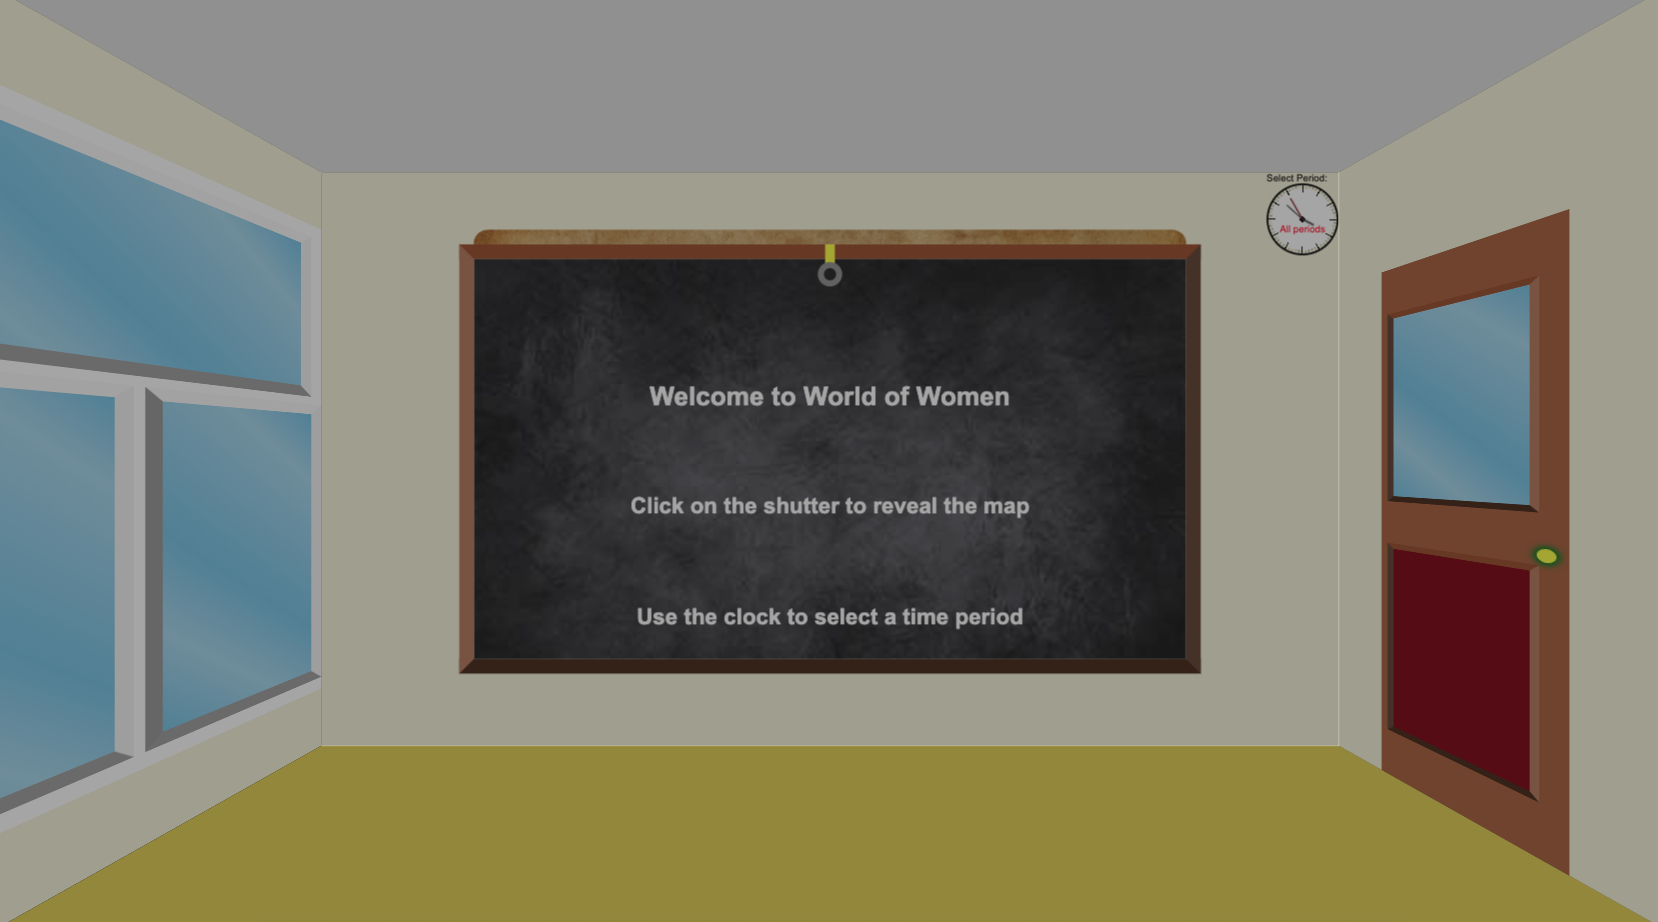 Select Period:
All periods
Welcome to World of Women
Click on the shutter to reveal the map
Use the clock to select a time period